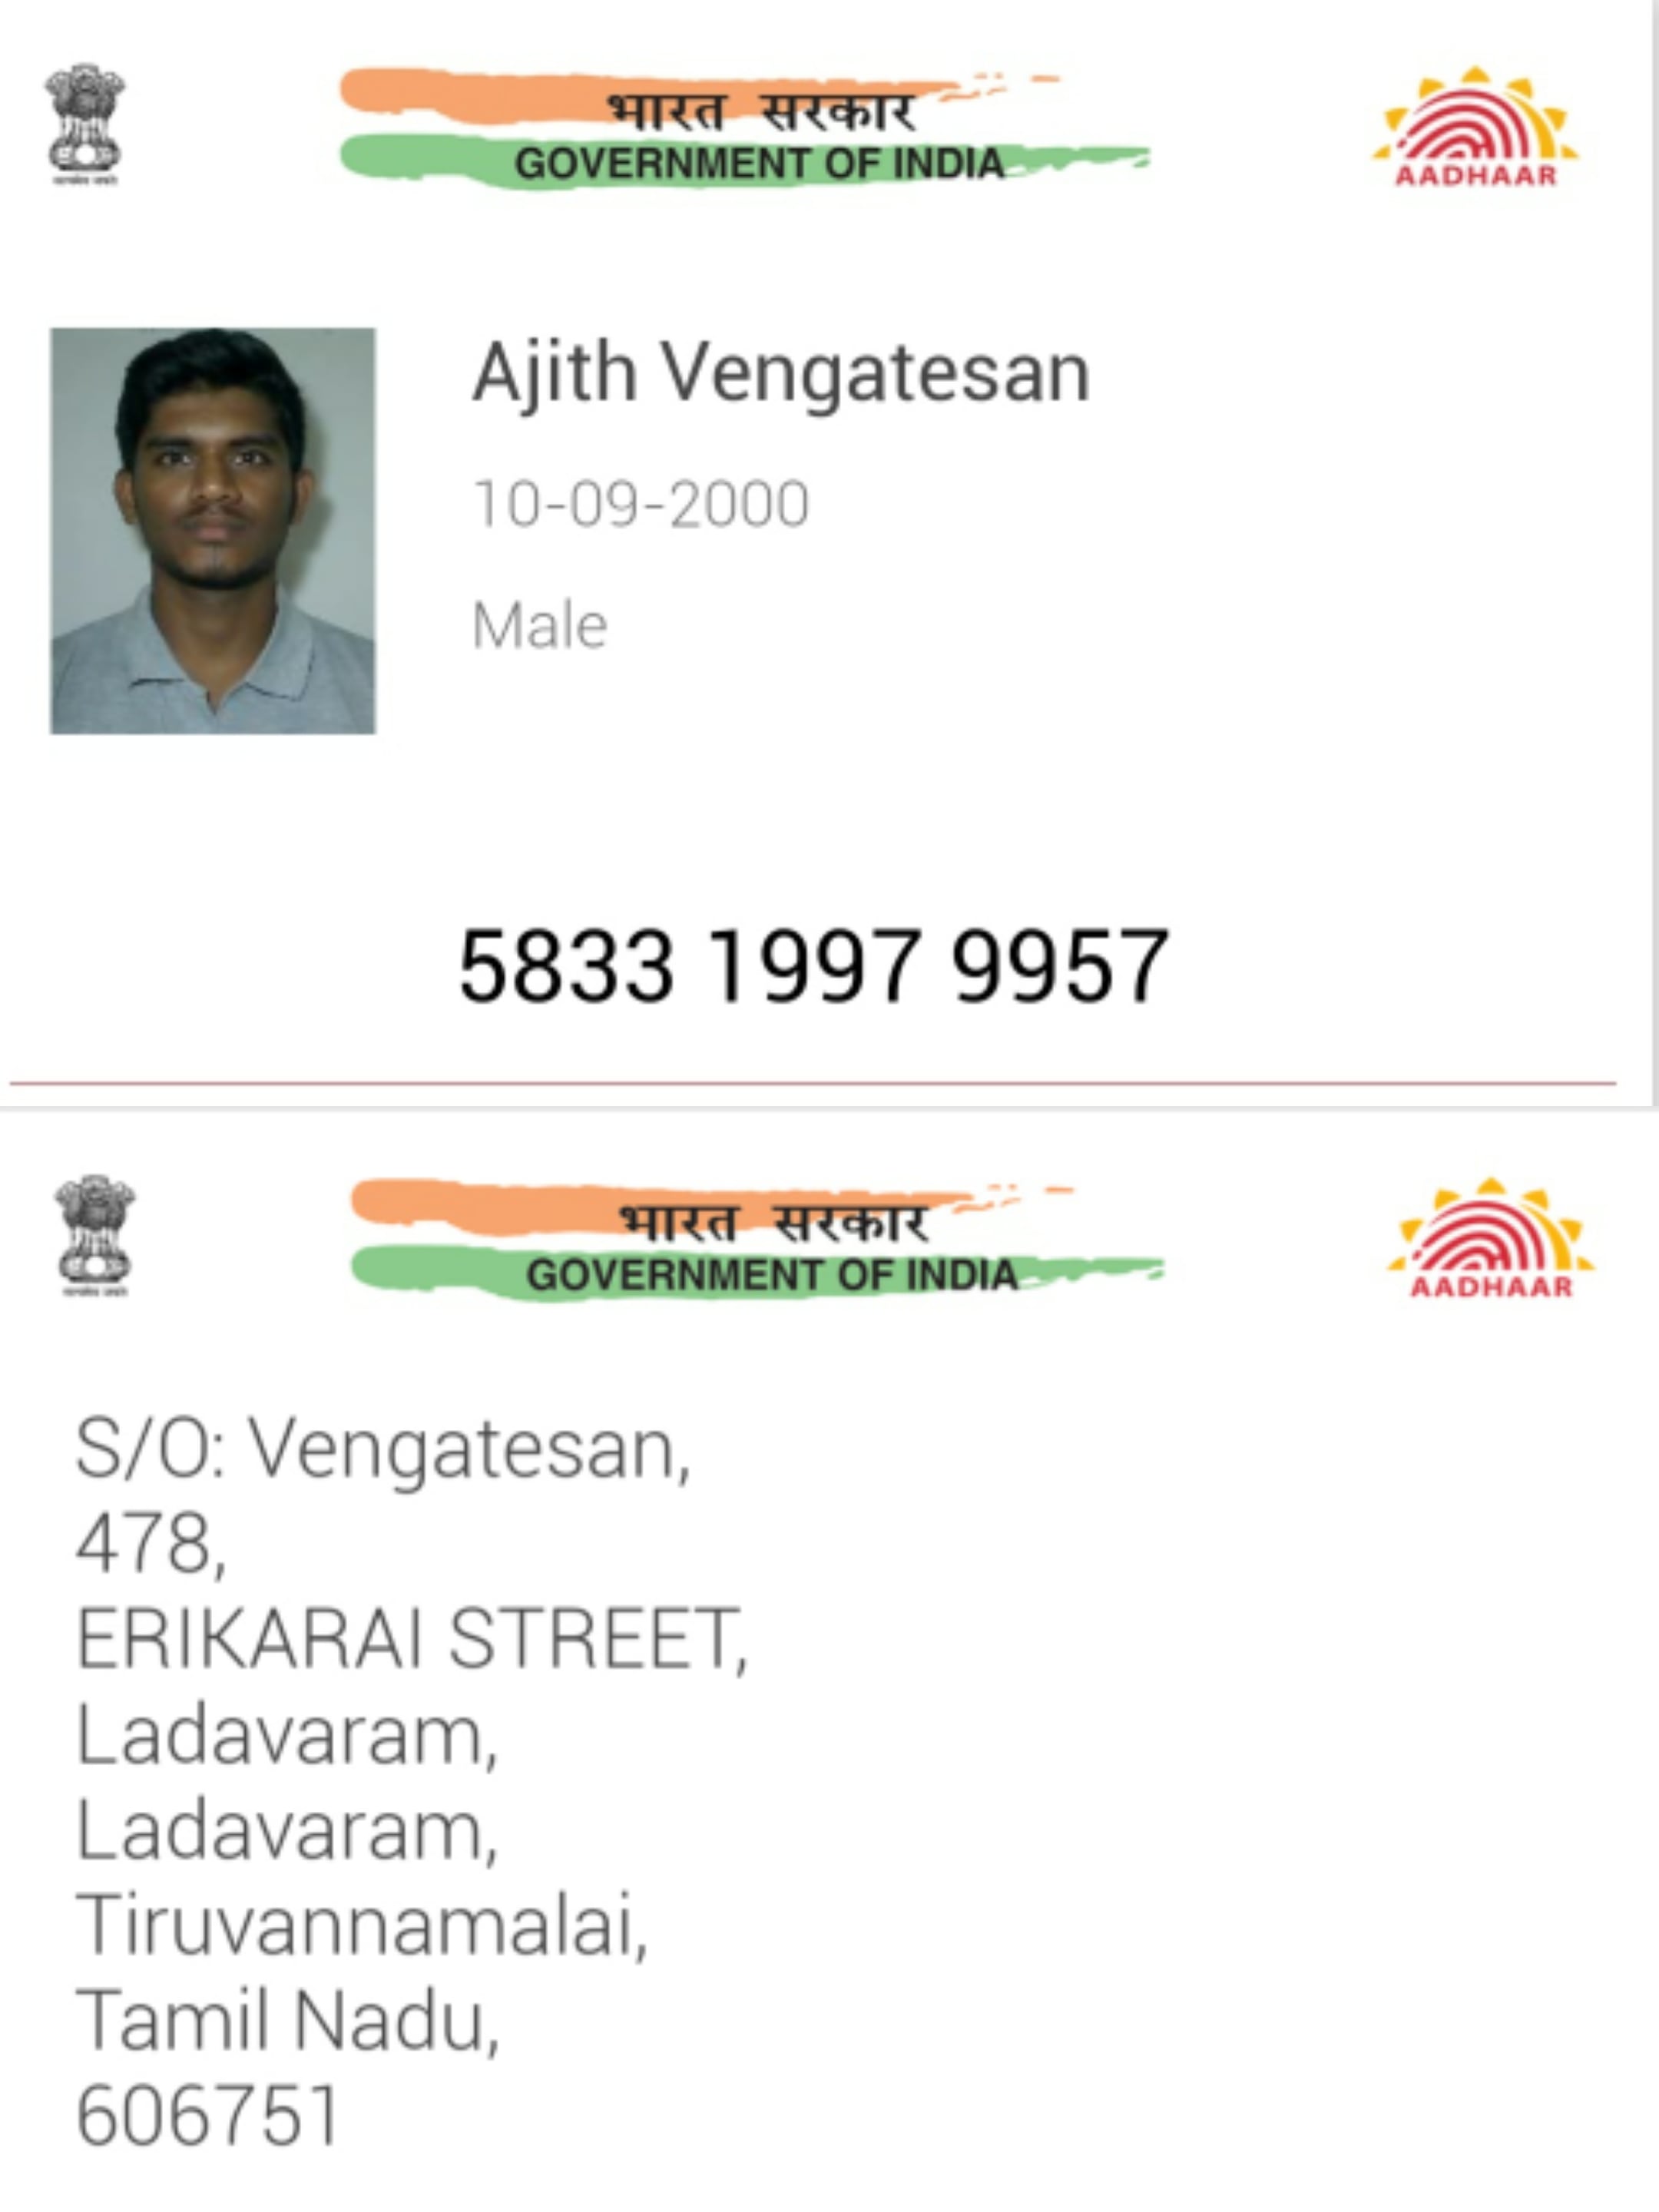 भारत सरकार
GOVERNMENT OF INDIA
AADHAAR
Ajith Vengatesan
10-09-2000
Male
5833 1997 9957
भारत सरकार
GOVERNMENT OF INDIA
AADHAAR
S/O: Vengatesan,
478,
ERIKARAI STREET,
Ladavaram,
Ladavaram,
Tiruvannamalai,
Tamil Nadu,
606751